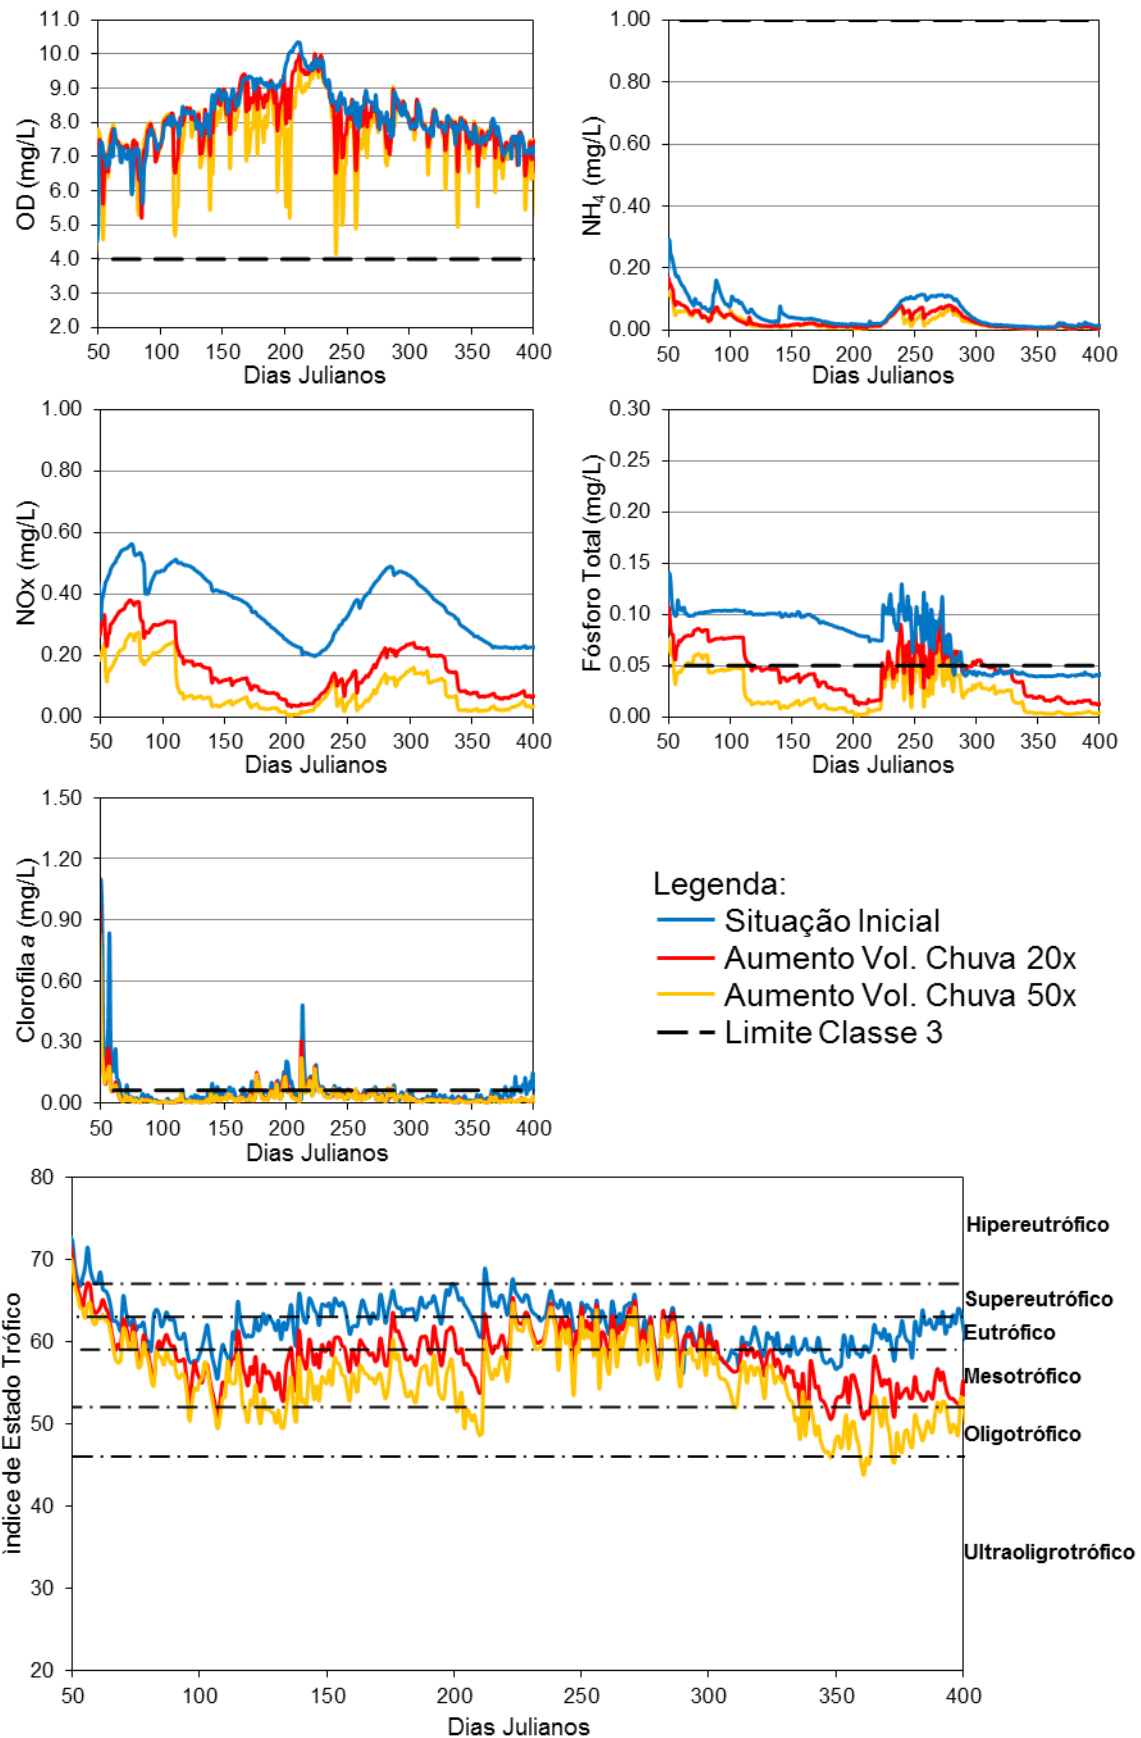 11.0
10.0
9.0
8.0
7.0
6.0
5.0
4.0
3.0
2.0
OD (mg/L)
50 100 150 200 250 300 350 400
Dias Julianos
1.00
0.80
0.60
0.40
0.20
0.00
NH₄ (mg/L)
50 100 150 200 250 300 350 400
Dias Julianos
1.00
0.80
0.60
0.40
0.20
0.00
NOx (mg/L)
50 100 150 200 250 300 350 400
Dias Julianos
0.30
0.25
0.20
0.15
0.10
0.05
0.00
Fósforo Total (mg/L)
50 100 150 200 250 300 350 400
Dias Julianos
1.50
1.20
0.90
0.60
0.30
0.00
Clorofila a (mg/L)
50 100 150 200 250 300 350 400
Dias Julianos
Legenda:
Situação Inicial
Aumento Vol. Chuva 20x
Aumento Vol. Chuva 50x
Limite Classe 3
80
70
60
50
40
30
20
ìndice de Estado Trófico
Hipereutrófico
Supereutrófico
Eutrófico
Mesotrófico
Oligotrófico
Ultraoligrotrófico
50 100 150 200 250 300 350 400
Dias Julianos